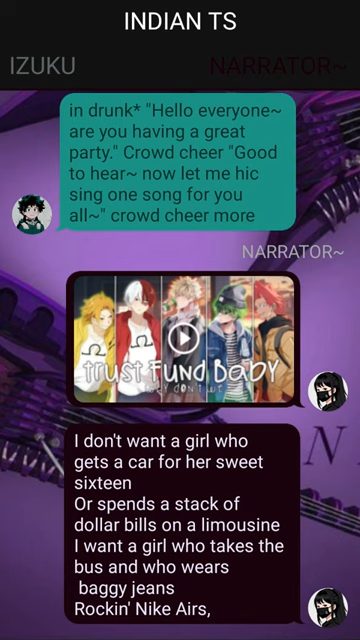 INDIAN TS
IZUKU
NARRATOR~
in drunk* "Hello everyone~
are you having a great
party." Crowd cheer "Good
to hear~ now let me hic
sing one song for you
all~" crowd cheer more
NARRATOR~
trust Fund BaBY
WHY DON'T WE
I don't want a girl who
gets a car for her sweet
sixteen
Or spends a stack of
dollar bills on a limousine
I want a girl who takes the
bus and who wears
baggy jeans
Rockin' Nike Airs,
N